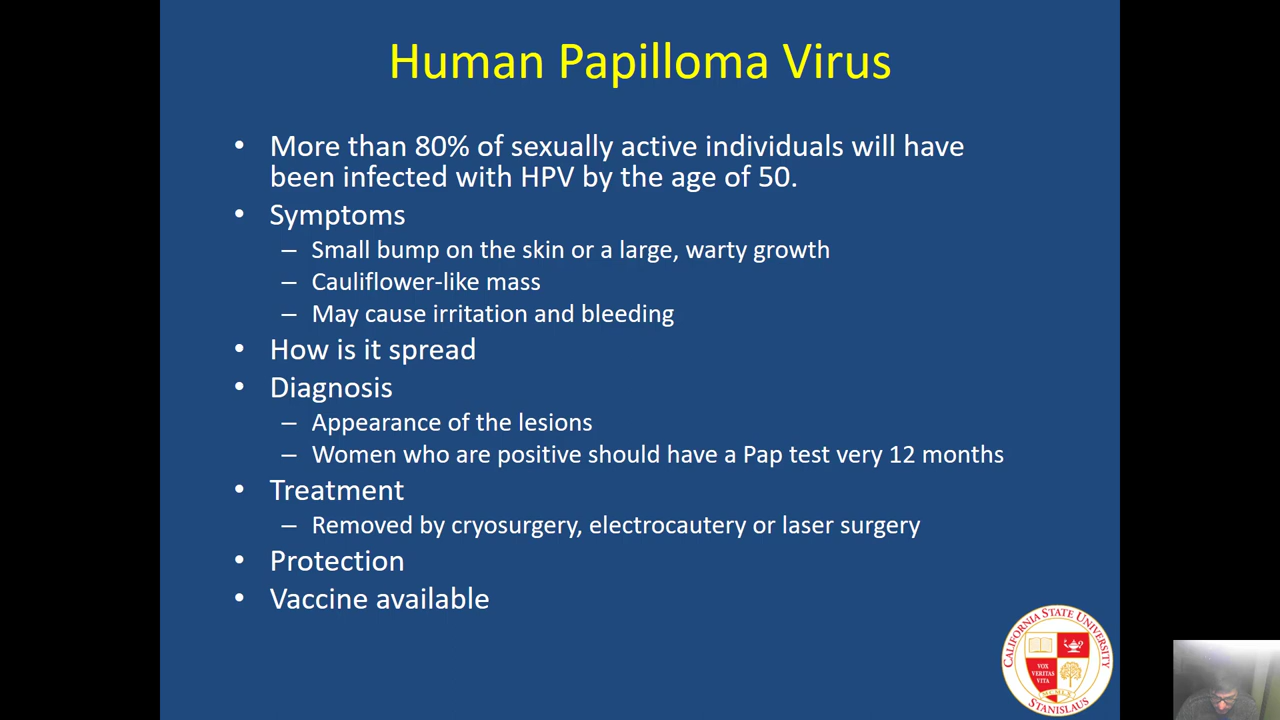 Human Papilloma Virus
• More than 80% of sexually active individuals will have
been infected with HPV by the age of 50.
• Symptoms
– Small bump on the skin or a large, warty growth
– Cauliflower-like mass
– May cause irritation and bleeding
• How is it spread
• Diagnosis
– Appearance of the lesions
– Women who are positive should have a Pap test very 12 months
• Treatment
– Removed by cryosurgery, electrocautery or laser surgery
• Protection
• Vaccine available
CALIFORNIA STATE UNIVERSITY
VOX
VERITAS
VITA
STANISLAUS